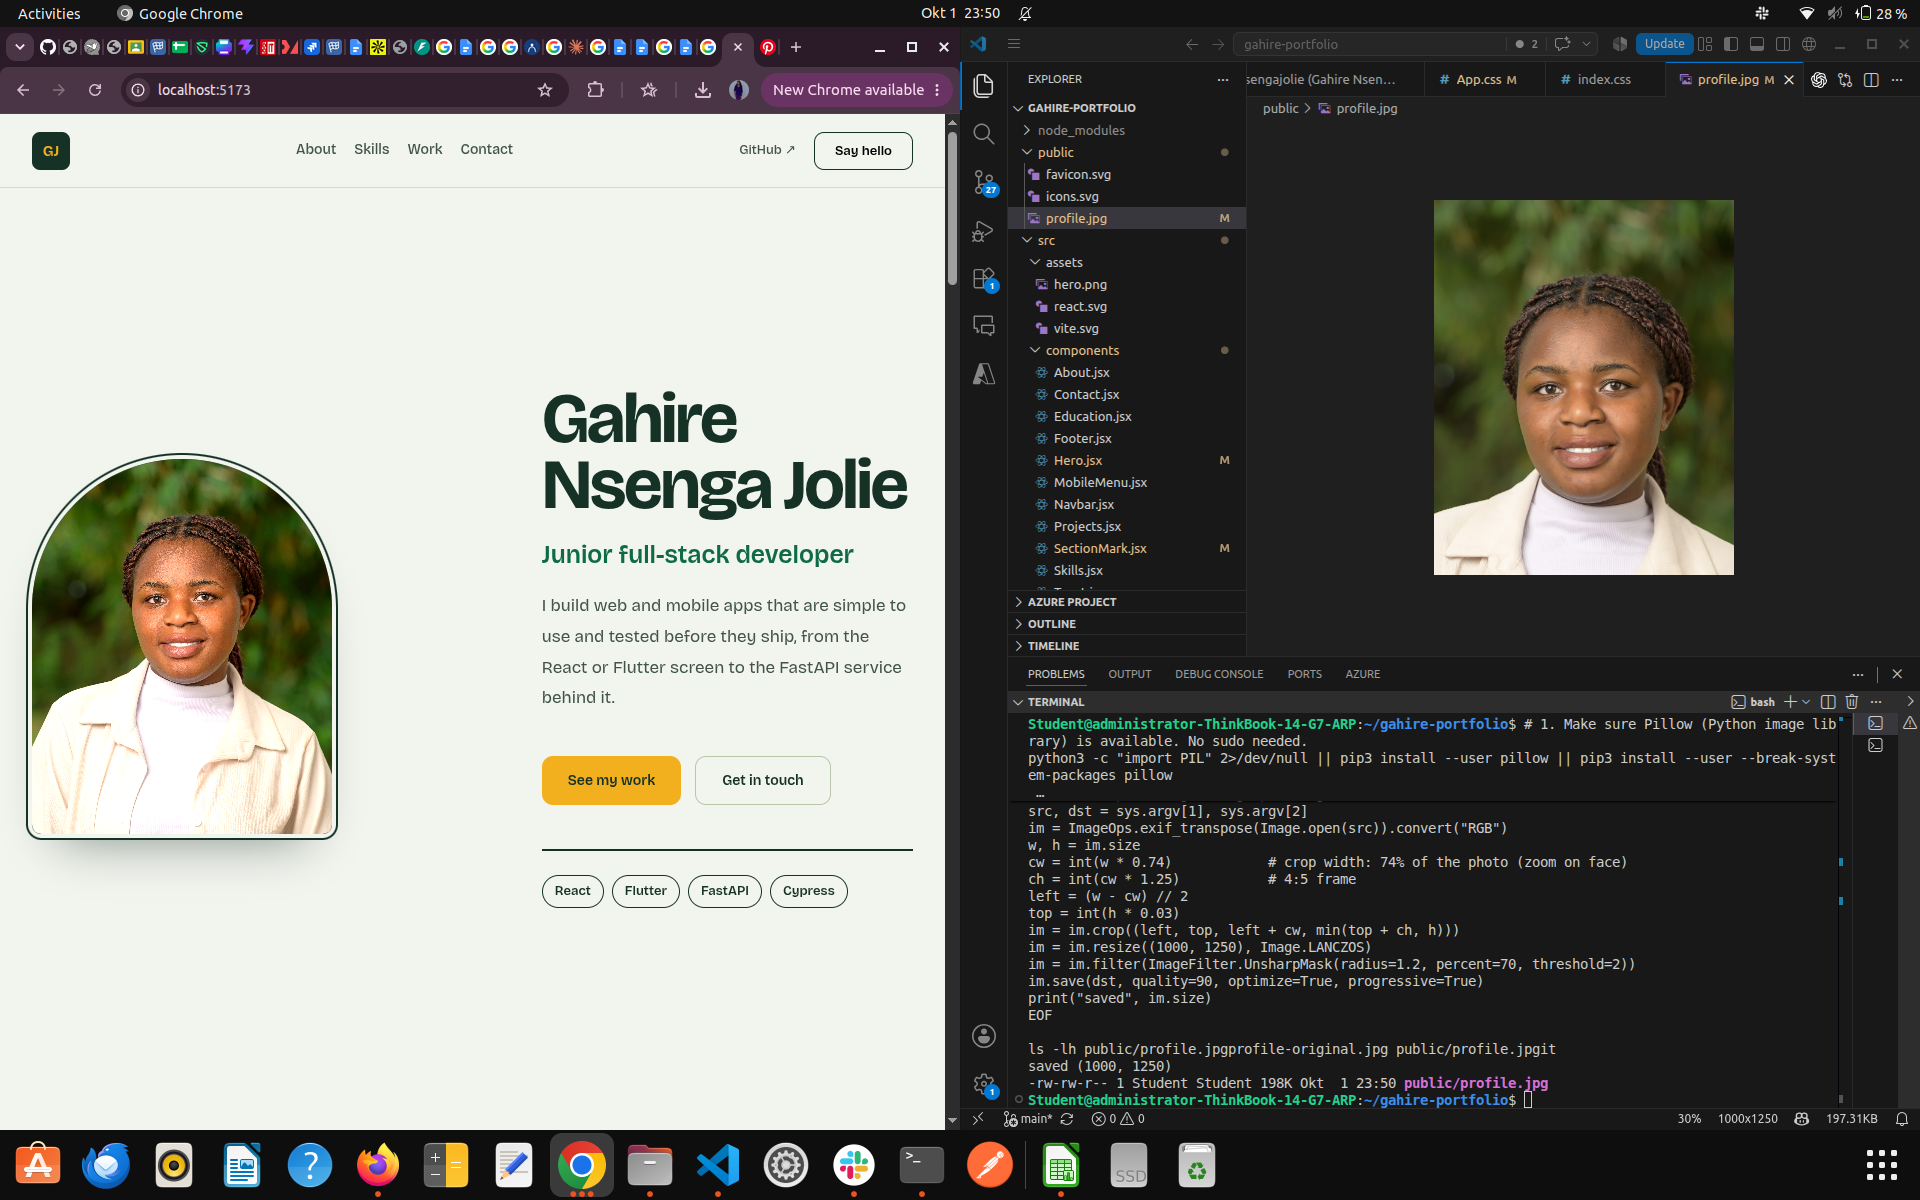 Activities
Google Chrome
Okt 1 23:50
28 %
localhost:5173
New Chrome available
GJ
About Skills Work Contact
GitHub ↗
Say hello
Gahire
Nsenga Jolie
Junior full-stack developer
I build web and mobile apps that are simple to
use and tested before they ship, from the
React or Flutter screen to the FastAPI service
behind it.
See my work
Get in touch
React
Flutter
FastAPI
Cypress
gahire-portfolio
2
Update
EXPLORER
sengajolie (Gahire Nsen...
# App.css M
# index.css
profile.jpg M
public > profile.jpg
GAHIRE-PORTFOLIO
node_modules
public
favicon.svg
icons.svg
profile.jpg M
src
assets
hero.png
react.svg
vite.svg
components
About.jsx
Contact.jsx
Education.jsx
Footer.jsx
Hero.jsx M
MobileMenu.jsx
Navbar.jsx
Projects.jsx
SectionMark.jsx M
Skills.jsx
AZURE PROJECT
OUTLINE
TIMELINE
27
1
1
PROBLEMS OUTPUT DEBUG CONSOLE PORTS AZURE
TERMINAL
bash
Student@administrator-ThinkBook-14-G7-ARP:~/gahire-portfolio$ # 1. Make sure Pillow (Python image lib
rary) is available. No sudo needed.
python3 -c "import PIL" 2>/dev/null || pip3 install --user pillow || pip3 install --user --break-syst
em-packages pillow
…
src, dst = sys.argv[1], sys.argv[2]
im = ImageOps.exif_transpose(Image.open(src)).convert("RGB")
w, h = im.size
cw = int(w * 0.74) # crop width: 74% of the photo (zoom on face)
ch = int(cw * 1.25) # 4:5 frame
left = (w - cw) // 2
top = int(h * 0.03)
im = im.crop((left, top, left + cw, min(top + ch, h)))
im = im.resize((1000, 1250), Image.LANCZOS)
im = im.filter(ImageFilter.UnsharpMask(radius=1.2, percent=70, threshold=2))
im.save(dst, quality=90, optimize=True, progressive=True)
print("saved", im.size)
EOF
ls -lh public/profile.jpgprofile-original.jpg public/profile.jpgit
saved (1000, 1250)
-rw-rw-r-- 1 Student Student 198K Okt  1 23:50 public/profile.jpg
Student@administrator-ThinkBook-14-G7-ARP:~/gahire-portfolio$
main*
0 0
30%
1000x1250
197.31KB
SSD